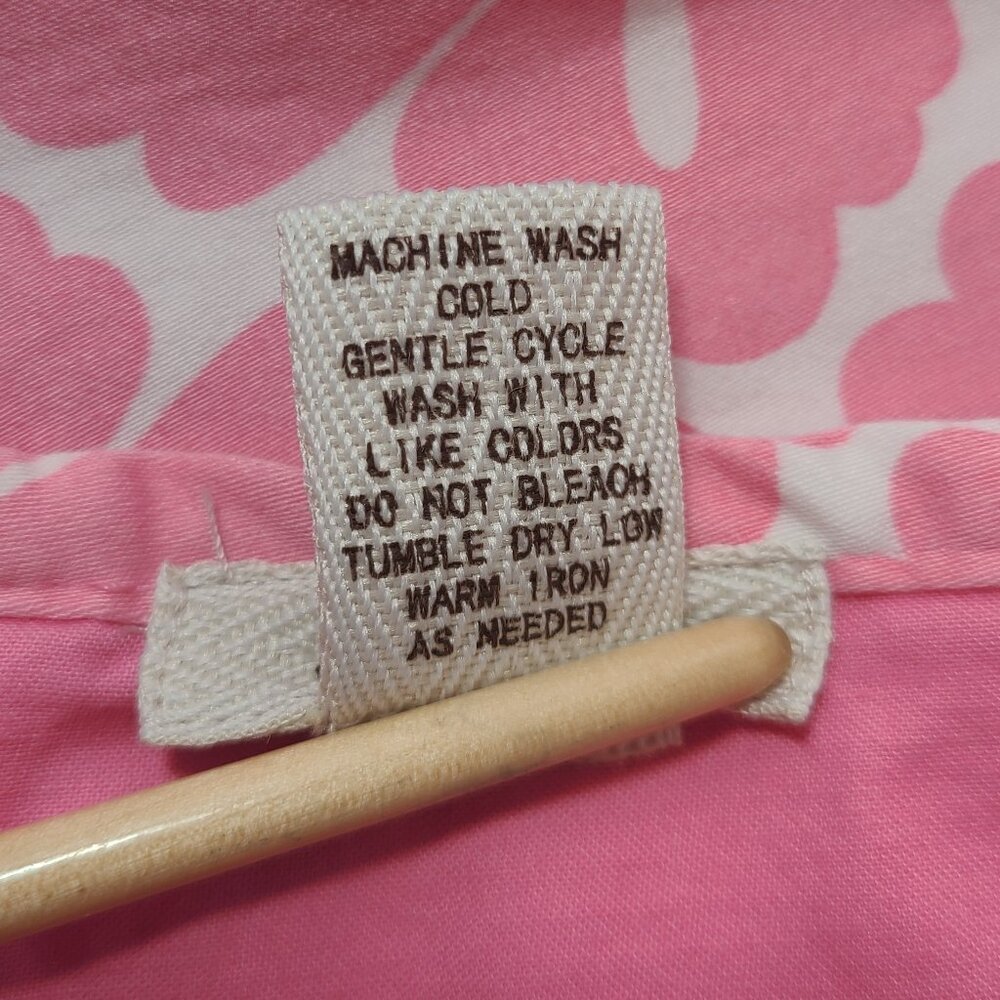 MACHINE WASH
COLD
GENTLE CYCLE
WASH WITH
LIKE COLORS
DO NOT BLEACH
TUMBLE DRY LOW
WARM IRON
AS NEEDED